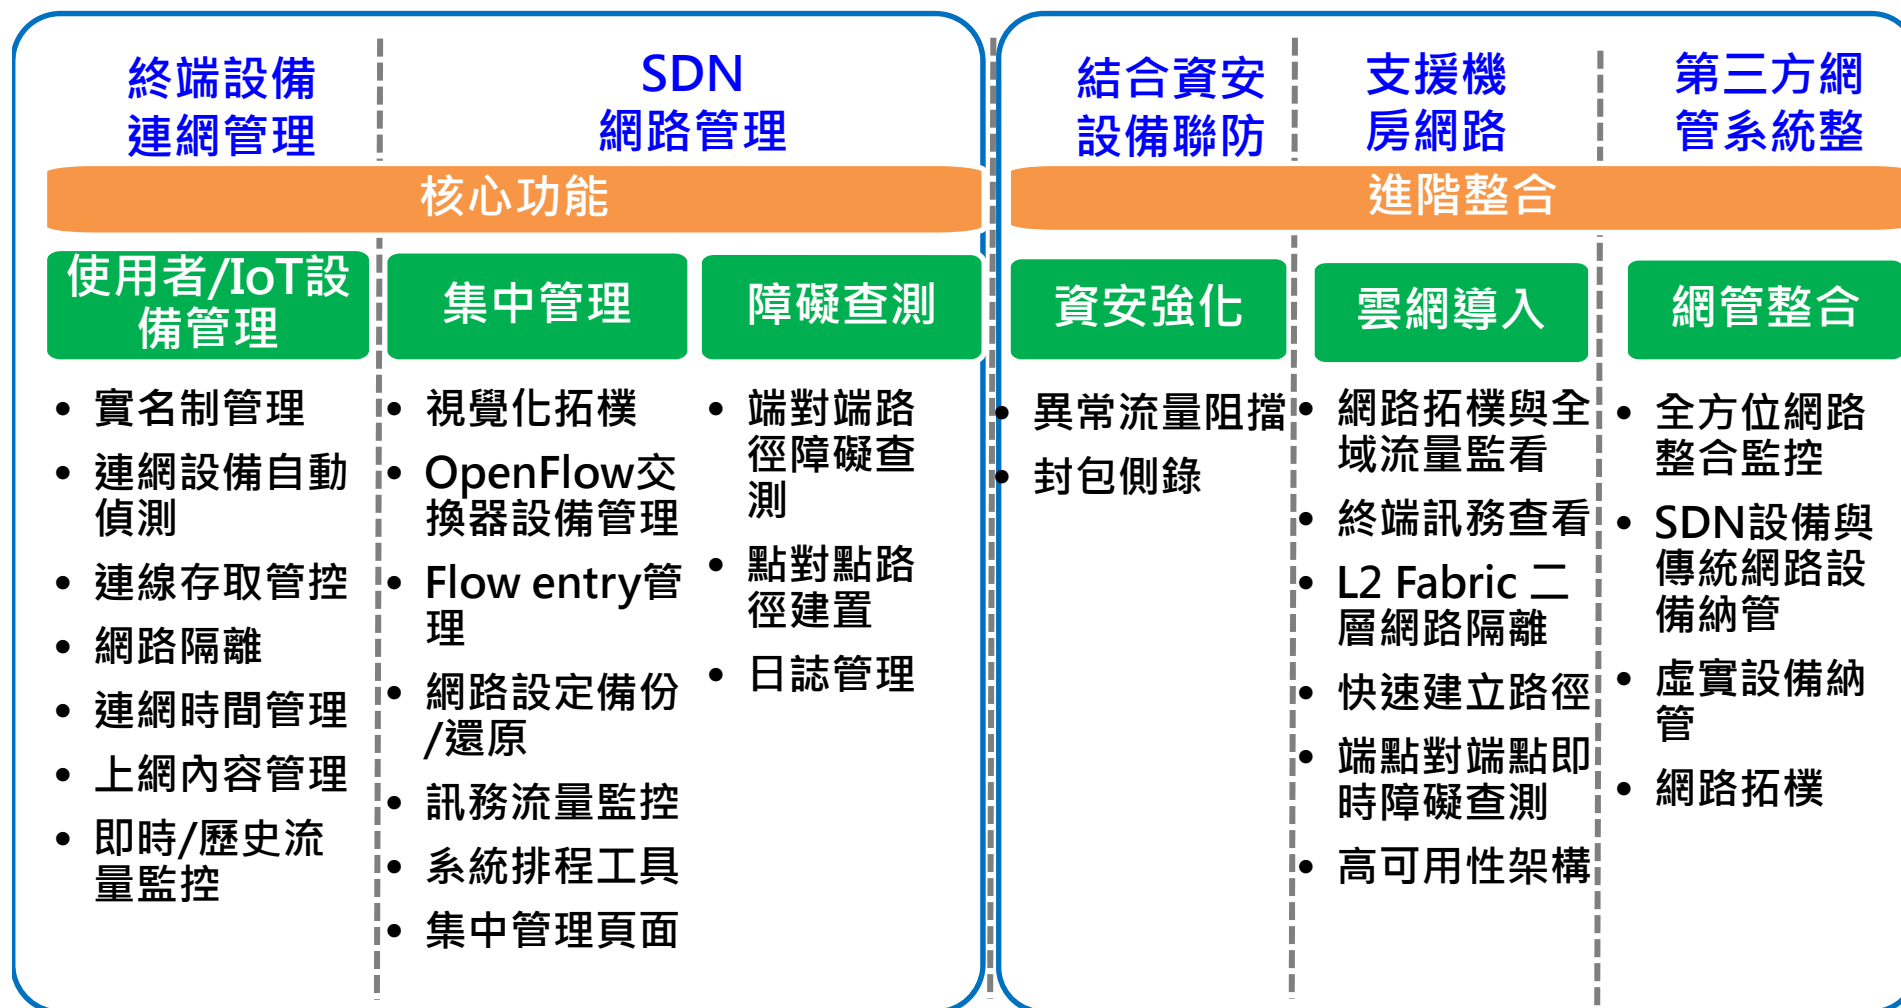 終端設備
連網管理
SDN
網路管理
結合資安
設備聯防
支援機
房網路
第三方網
管系統整
核心功能
進階整合
使用者/IoT設
備管理
集中管理
障礙查測
資安強化
雲網導入
網管整合
• 實名制管理
• 連網設備自動
偵測
• 連線存取管控
• 網路隔離
• 連網時間管理
• 上網內容管理
• 即時/歷史流
量監控
• 視覺化拓樸
• OpenFlow交
換器設備管理
• Flow entry管
理
• 網路設定備份
/還原
• 訊務流量監控
• 系統排程工具
• 集中管理頁面
• 端對端路
徑障礙查
測
• 點對點路
徑建置
• 日誌管理
• 異常流量阻擋
• 封包側錄
• 網路拓樸與全
域流量監看
• 終端訊務查看
• L2 Fabric 二
層網路隔離
• 快速建立路徑
• 端點對端點即
時障礙查測
• 高可用性架構
• 全方位網路
整合監控
• SDN設備與
傳統網路設
備納管
• 虛實設備納
管
• 網路拓樸